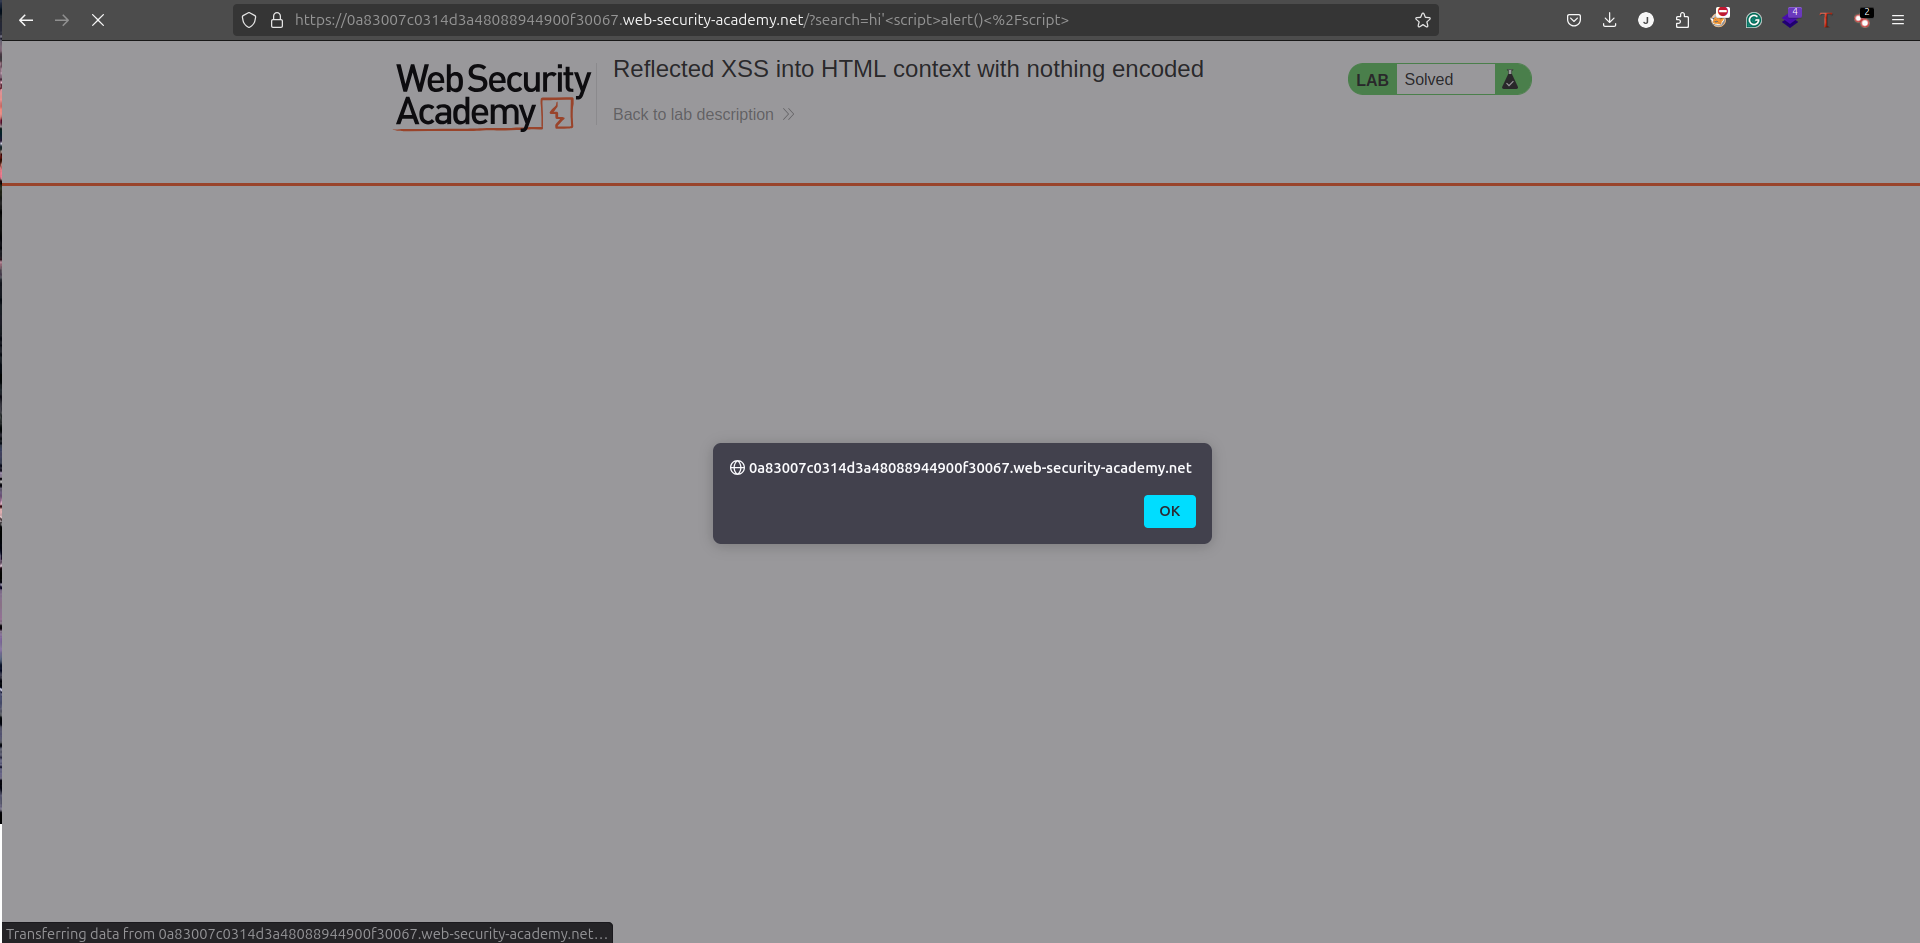 https://0a83007c0314d3a48088944900f30067.web-security-academy.net/?search=hi'<script>alert()<%2Fscript>
J
4
2
Web Security
Academy
Reflected XSS into HTML context with nothing encoded
Back to lab description
LAB Solved
0a83007c0314d3a48088944900f30067.web-security-academy.net
OK
Transferring data from 0a83007c0314d3a48088944900f30067.web-security-academy.net…